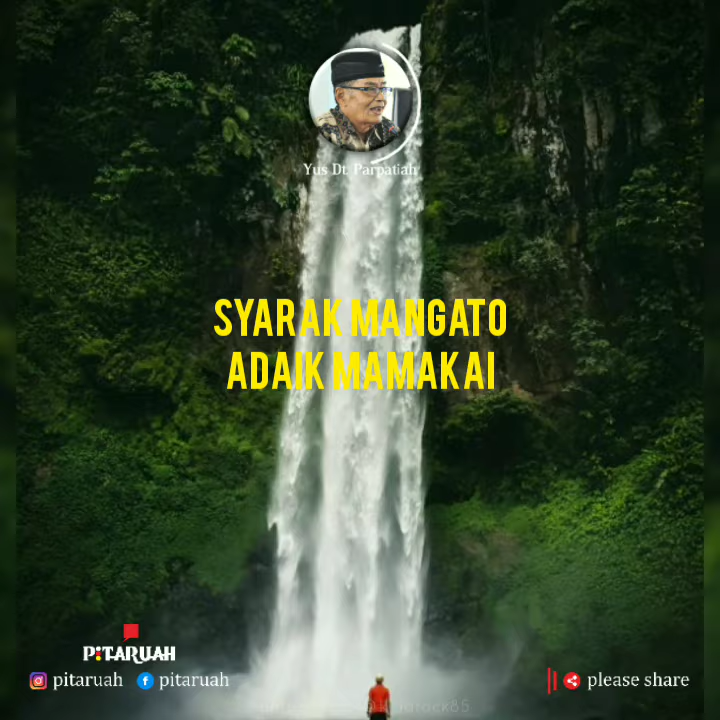 Yus Dt. Parpatiah
SYARAK MANGATO
ADAIK MAMAKAI
PiTARUAH
pitaruah pitaruah
please share